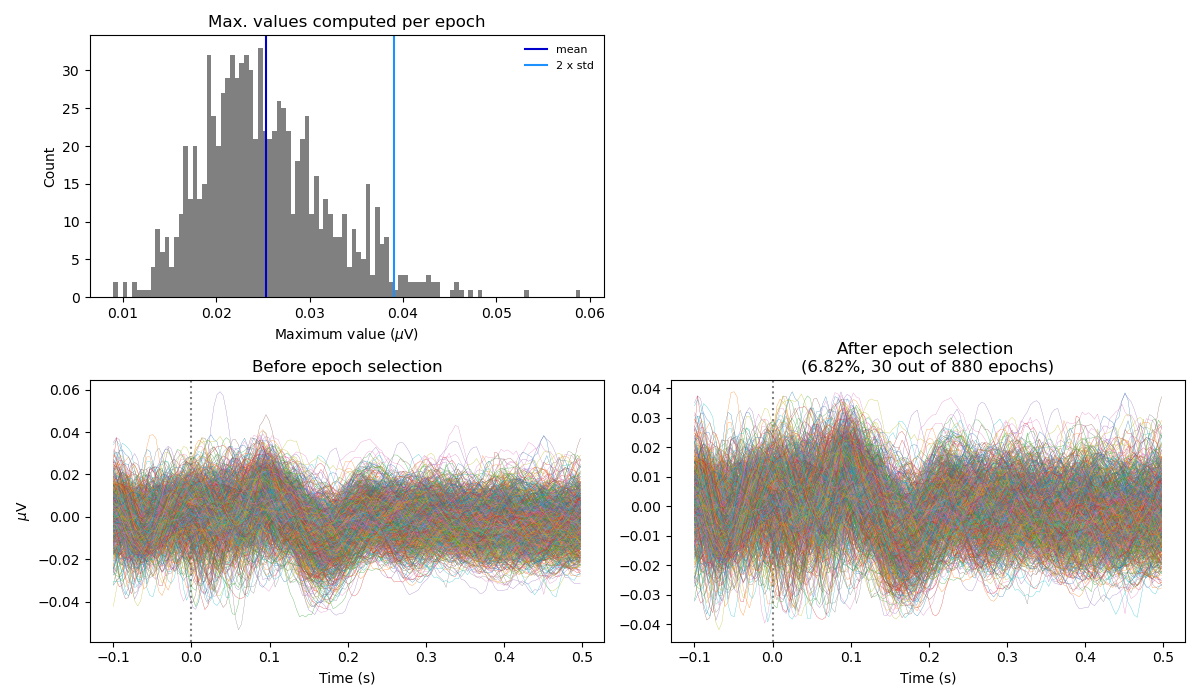 Max. values computed per epoch
mean
2 x std
30
25
20
15
10
5
0
Count
0.01 0.02 0.03 0.04 0.05 0.06
Maximum value (μV)
Before epoch selection
0.06
0.04
0.02
0.00
−0.02
−0.04
μV
−0.1 0.0 0.1 0.2 0.3 0.4 0.5
Time (s)
After epoch selection
(6.82%, 30 out of 880 epochs)
0.04
0.03
0.02
0.01
0.00
−0.01
−0.02
−0.03
−0.04
−0.1 0.0 0.1 0.2 0.3 0.4 0.5
Time (s)